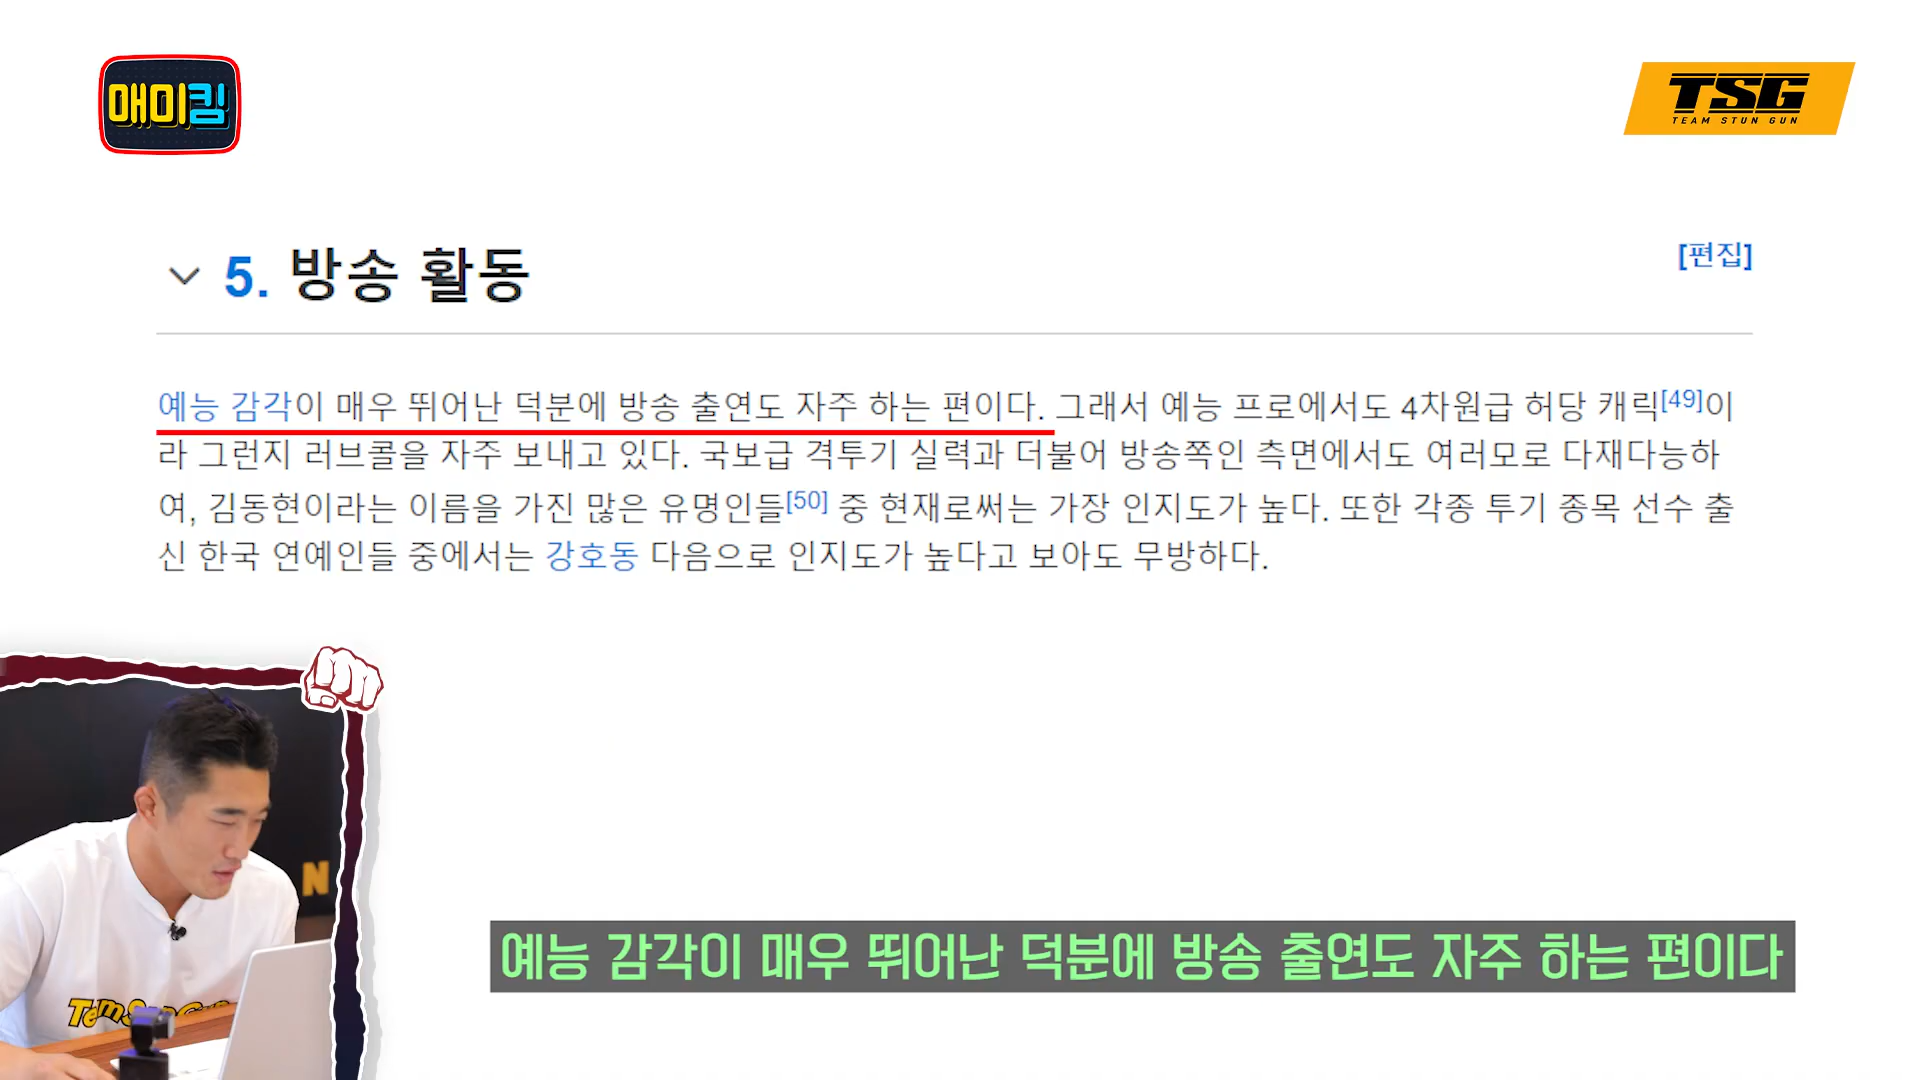 매미킴
TSG
TEAM STUN GUN
5. 방송 활동
[편집]
예능 감각이 매우 뛰어난 덕분에 방송 출연도 자주 하는 편이다. 그래서 예능 프로에서도 4차원급 허당 캐릭[49]이
라 그런지 러브콜을 자주 보내고 있다. 국보급 격투기 실력과 더불어 방송쪽인 측면에서도 여러모로 다재다능하
여, 김동현이라는 이름을 가진 많은 유명인들[50] 중 현재로써는 가장 인지도가 높다. 또한 각종 투기 종목 선수 출
신 한국 연예인들 중에서는 강호동 다음으로 인지도가 높다고 보아도 무방하다.
N
예능 감각이 매우 뛰어난 덕분에 방송 출연도 자주 하는 편이다